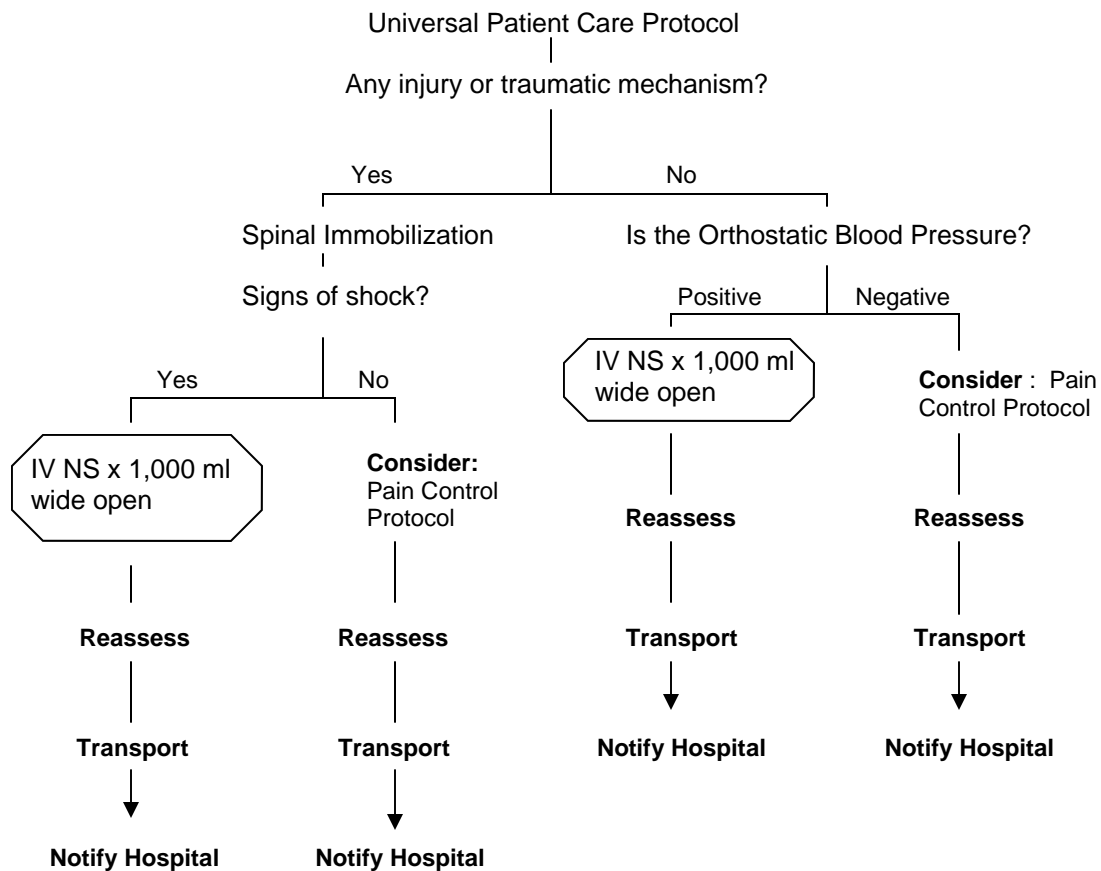 Universal Patient Care Protocol
Any injury or traumatic mechanism?
Yes
No
Spinal Immobilization
Is the Orthostatic Blood Pressure?
Signs of shock?
Positive
Negative
IV NS x 1,000 ml
wide open
Consider : Pain
Control Protocol
Yes
No
IV NS x 1,000 ml
wide open
Consider:
Pain Control
Protocol
Reassess
Reassess
Reassess
Reassess
Transport
Transport
Transport
Transport
Notify Hospital
Notify Hospital
Notify Hospital
Notify Hospital